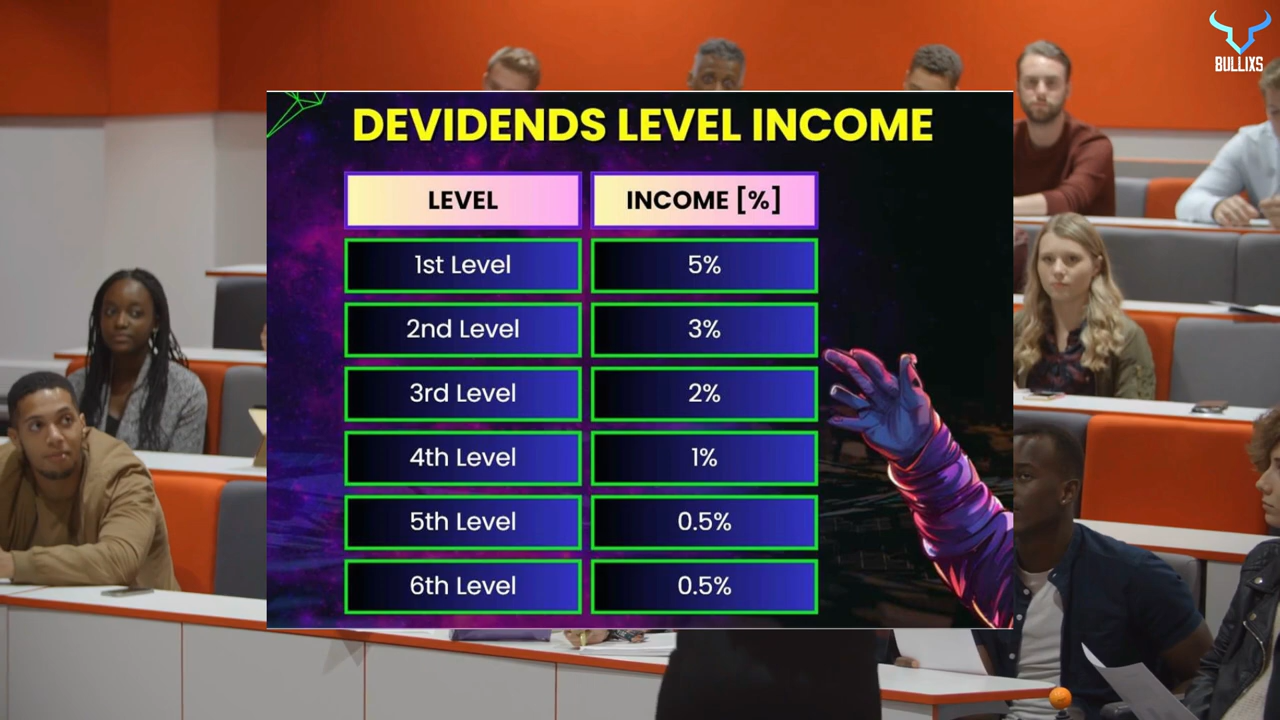 BULLIXS
DEVIDENDS LEVEL INCOME
LEVEL INCOME [%]
1st Level 5%
2nd Level 3%
3rd Level 2%
4th Level 1%
5th Level 0.5%
6th Level 0.5%